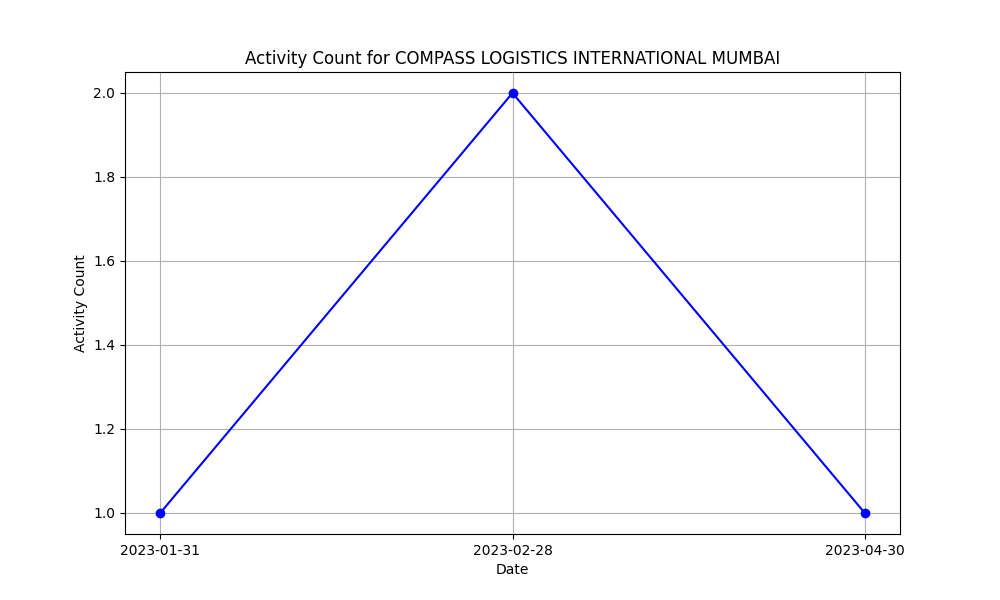 Activity Count for COMPASS LOGISTICS INTERNATIONAL MUMBAI
2.0
1.8
1.6
1.4
1.2
1.0
Activity Count
2023-01-31 2023-02-28 2023-04-30
Date